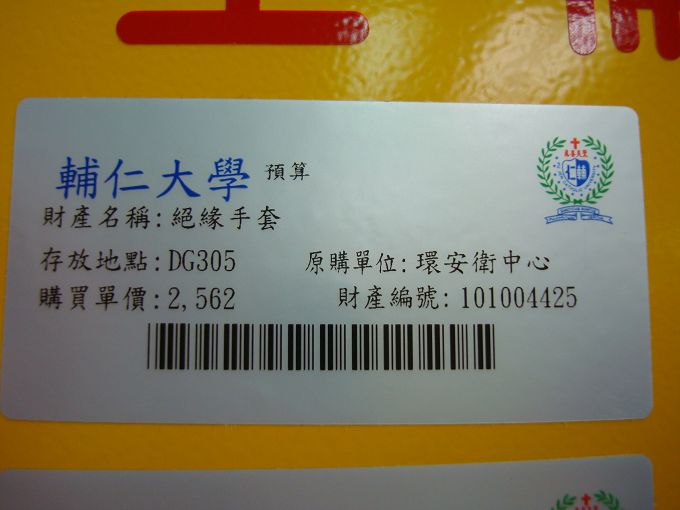 輔仁大學 預算
財產名稱：絕緣手套
存放地點：DG305 原購單位：環安衛中心
購買單價：2,562 財產編號：101004425